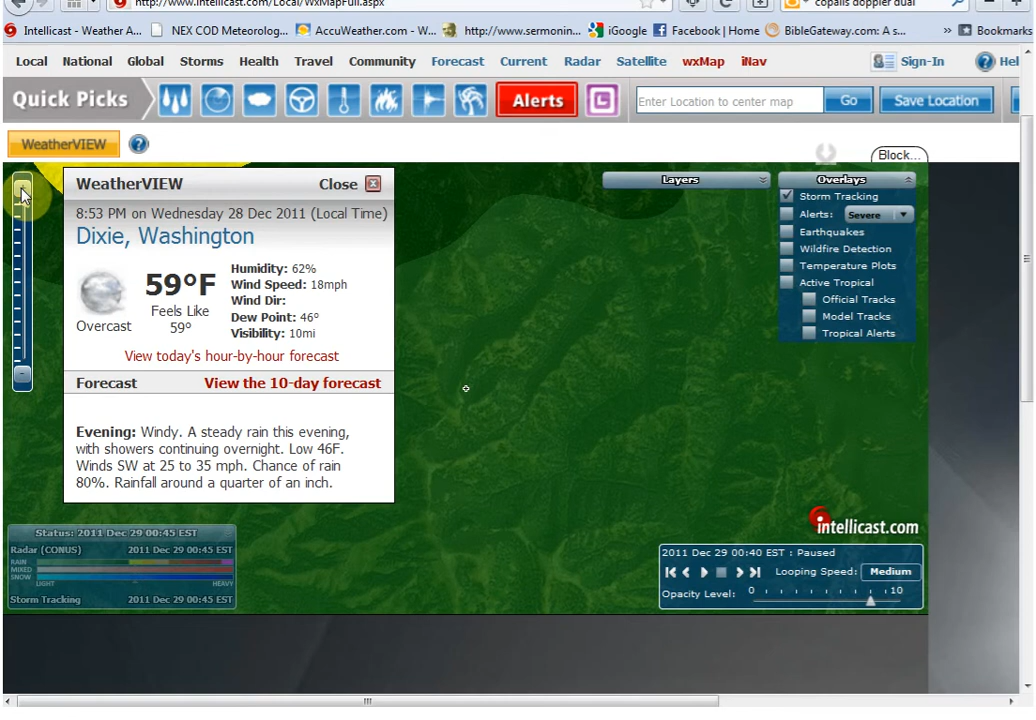 http://www.intellicast.com/Local/WxMapFull.aspx
copalis doppler dual
Intellicast - Weather A...
NEX COD Meteorolog...
AccuWeather.com - W...
http://www.sermonin...
iGoogle
Facebook | Home
BibleGateway.com: A s...
»
Bookmarks
Local National Global Storms Health Travel Community Forecast Current Radar Satellite wxMap iNav
Sign-In
Hel
Quick Picks
Alerts
Enter Location to center map
Go
Save Location
WeatherVIEW
?
Block...
WeatherVIEW
Close
8:53 PM on Wednesday 28 Dec 2011 (Local Time)
Dixie, Washington
Overcast
59°F
Feels Like
59°
Humidity: 62%
Wind Speed: 18mph
Wind Dir:
Dew Point: 46°
Visibility: 10mi
View today's hour-by-hour forecast
Forecast
View the 10-day forecast
Evening: Windy. A steady rain this evening,
with showers continuing overnight. Low 46F.
Winds SW at 25 to 35 mph. Chance of rain
80%. Rainfall around a quarter of an inch.
Layers
Overlays
Storm Tracking
Alerts: Severe
Earthquakes
Wildfire Detection
Temperature Plots
Active Tropical
Official Tracks
Model Tracks
Tropical Alerts
Status: 2011 Dec 29 00:45 EST
Radar (CONUS) 2011 Dec 29 00:45 EST
RAIN
MIXED
SNOW
LIGHT HEAVY
Storm Tracking 2011 Dec 29 00:45 EST
intellicast.com
2011 Dec 29 00:40 EST : Paused
Looping Speed: Medium
Opacity Level: 0 10